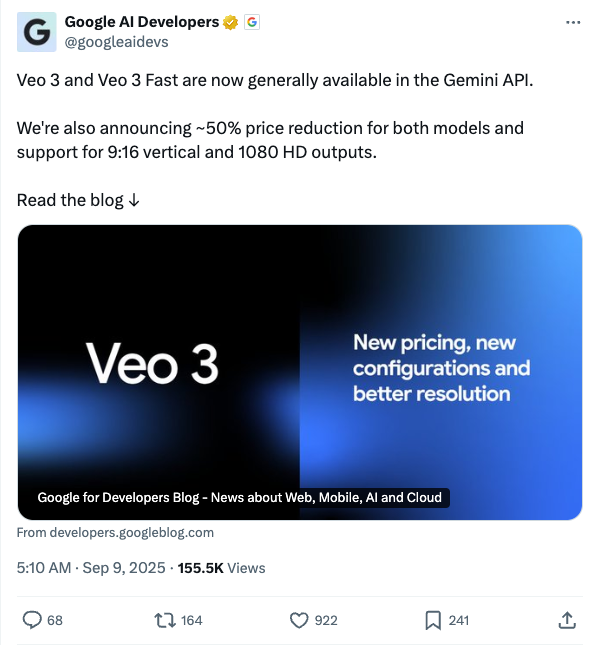 Google AI Developers
@googleaidevs
Veo 3 and Veo 3 Fast are now generally available in the Gemini API.
We're also announcing ~50% price reduction for both models and
support for 9:16 vertical and 1080 HD outputs.
Read the blog ↓
Veo 3
New pricing, new
configurations and
better resolution
Google for Developers Blog - News about Web, Mobile, AI and Cloud
From developers.googleblog.com
5:10 AM · Sep 9, 2025 · 155.5K Views
68 164 922 241